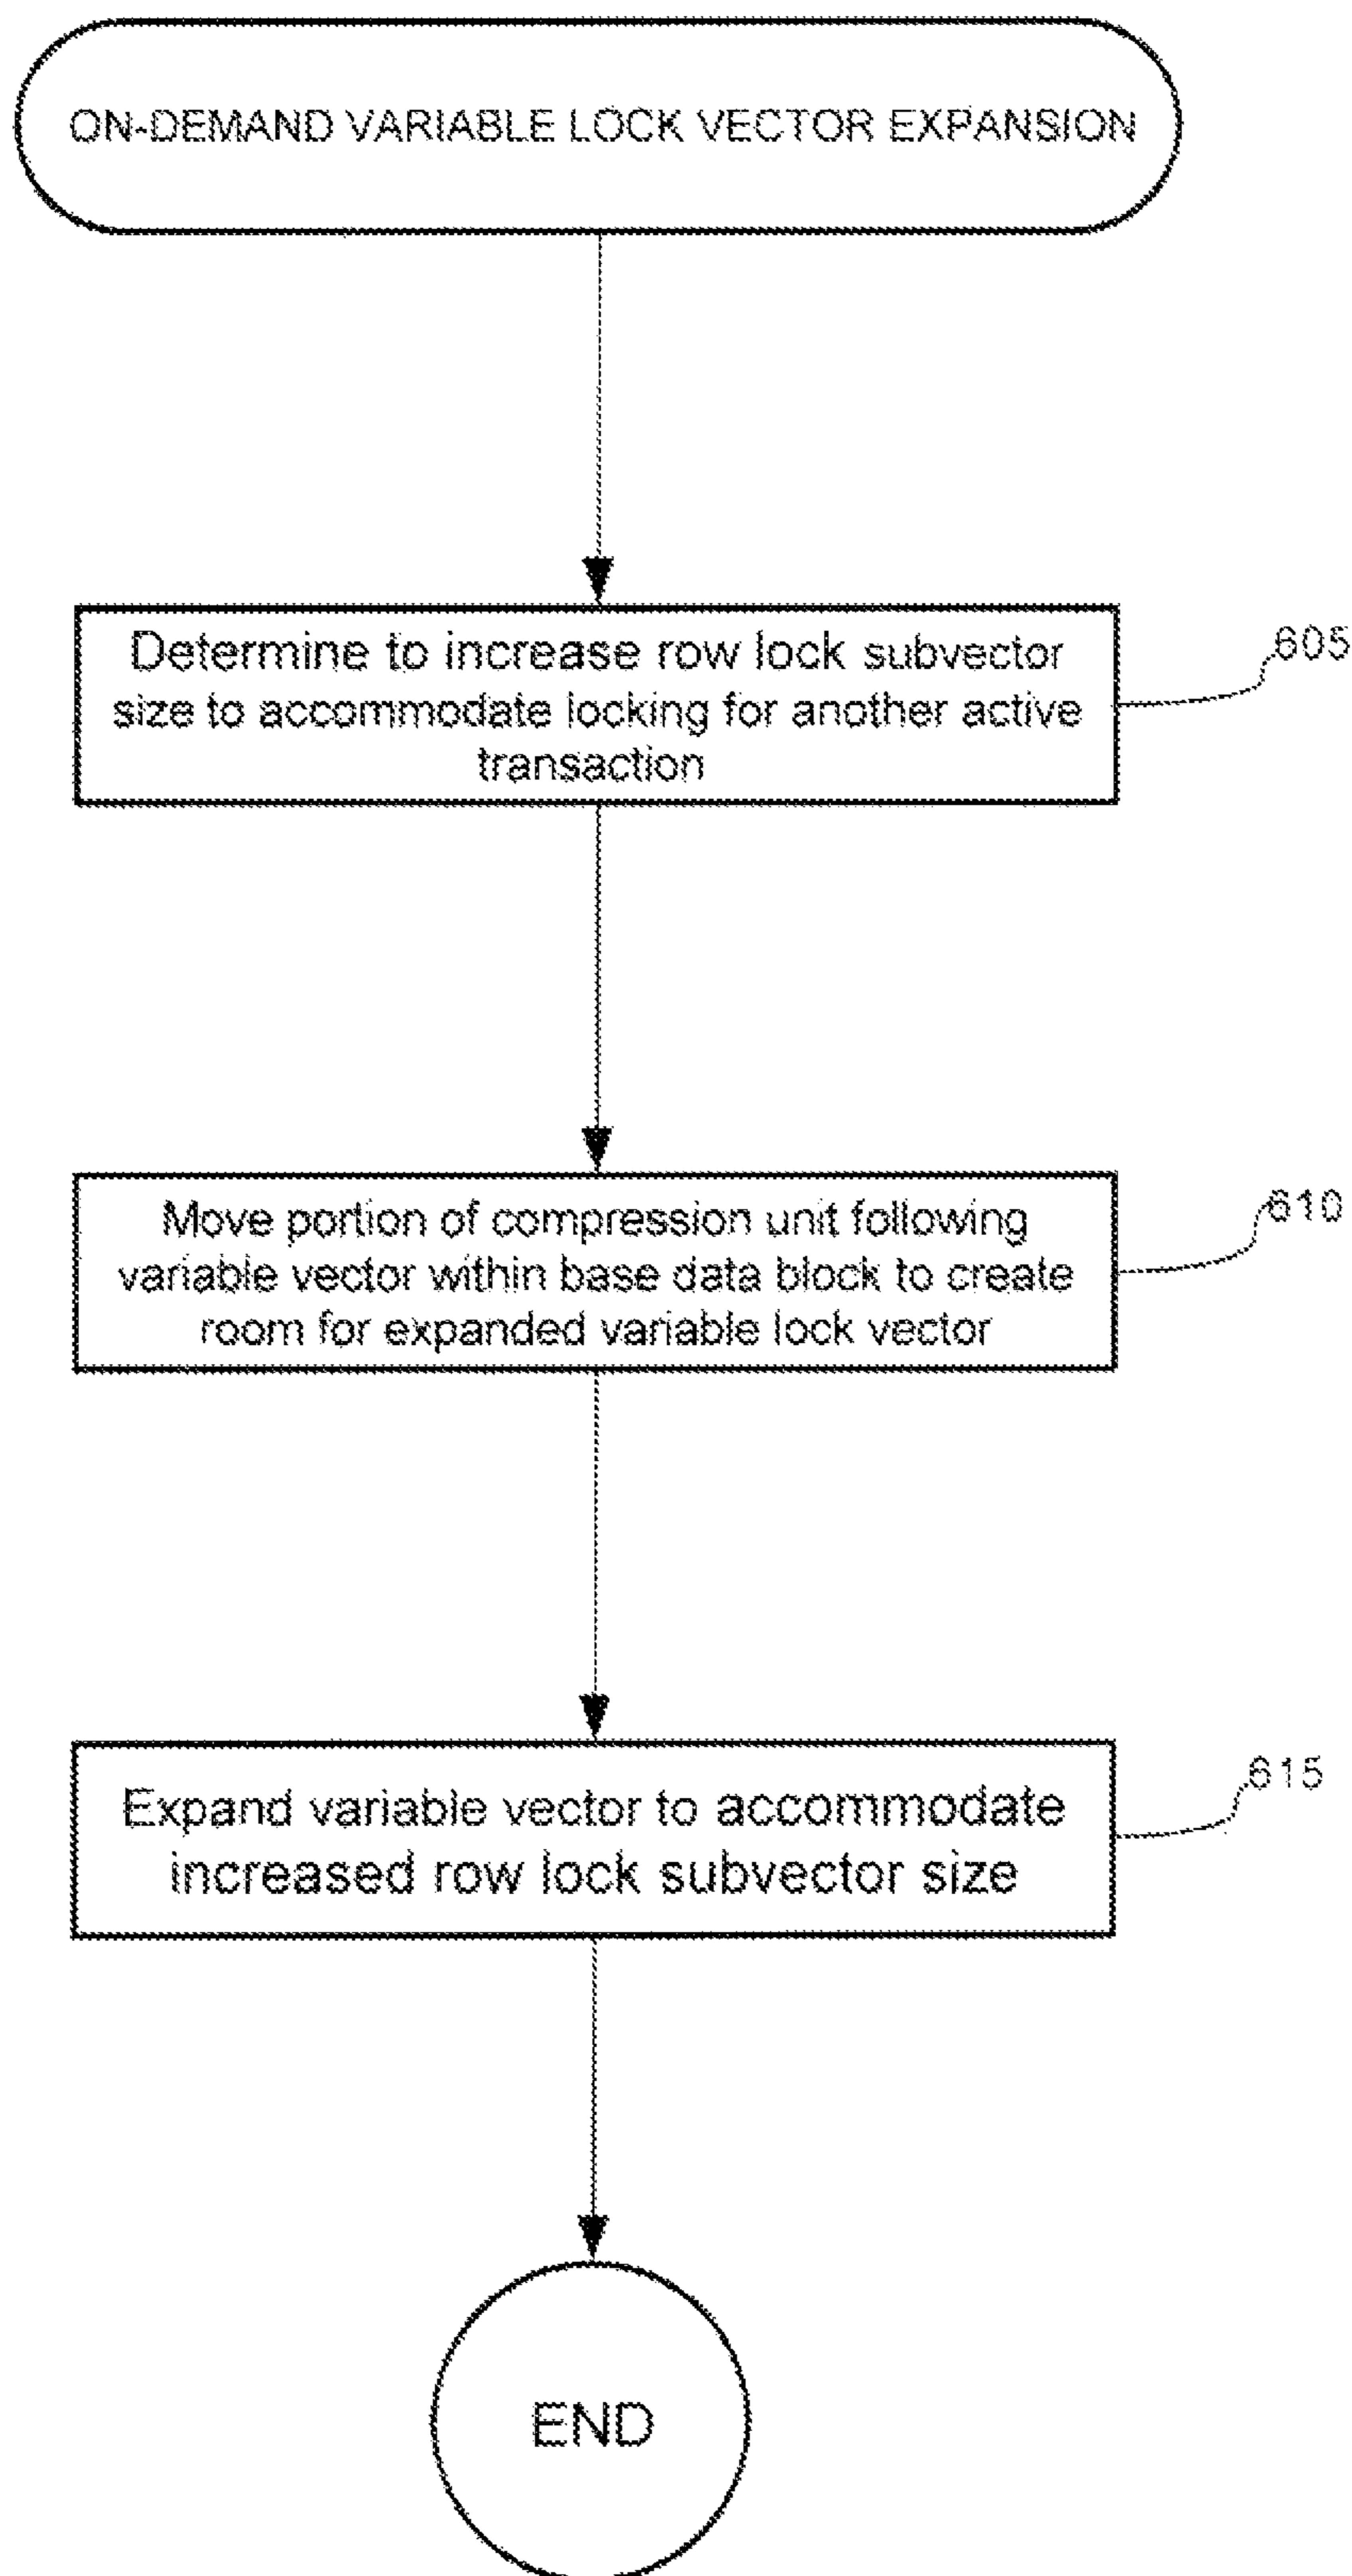 ON-DEMAND VARIABLE LOCK VECTOR EXPANSION
Determine to increase row lock subvector
size to accommodate locking for another active
transaction
605
Move portion of compression unit following
variable vector within base data block to create
room for expanded variable lock vector
610
Expand variable vector to accommodate
increased row lock subvector size
615
END